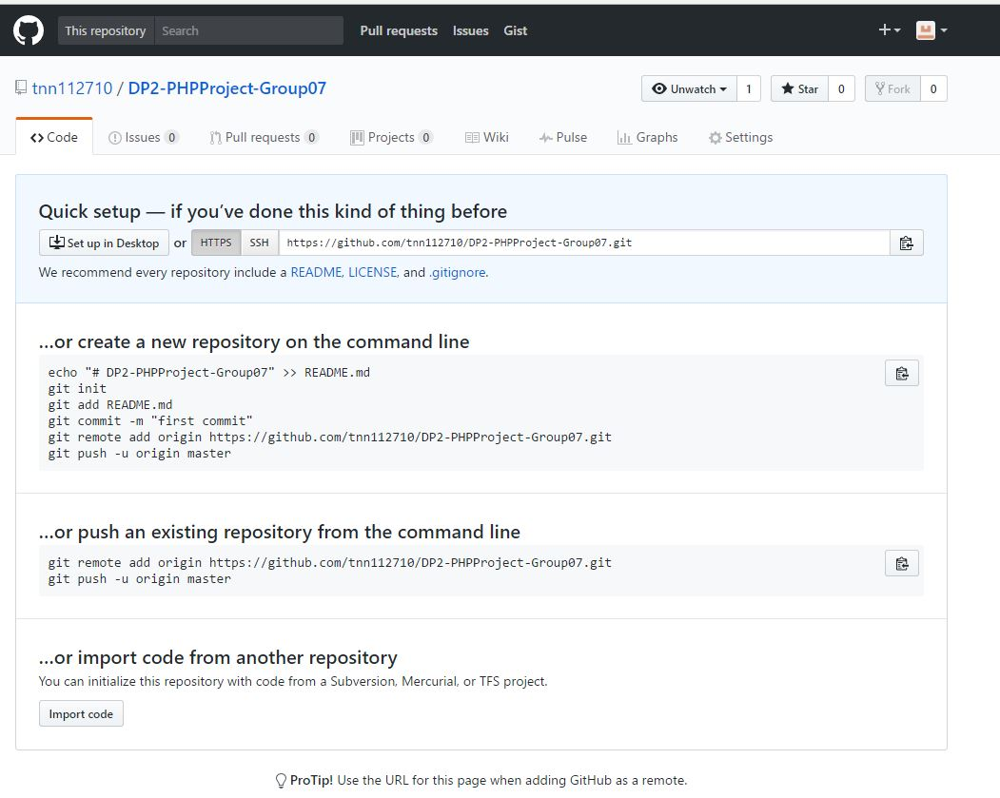 This repository Search Pull requests Issues Gist
tnn112710 / DP2-PHPProject-Group07 Unwatch 1 Star 0 Fork 0
Code Issues 0 Pull requests 0 Projects 0 Wiki Pulse Graphs Settings
Quick setup — if you’ve done this kind of thing before
Set up in Desktop or HTTPS SSH https://github.com/tnn112710/DP2-PHPProject-Group07.git
We recommend every repository include a README, LICENSE, and .gitignore.
…or create a new repository on the command line
echo "# DP2-PHPProject-Group07" >> README.md
git init
git add README.md
git commit -m "first commit"
git remote add origin https://github.com/tnn112710/DP2-PHPProject-Group07.git
git push -u origin master
…or push an existing repository from the command line
git remote add origin https://github.com/tnn112710/DP2-PHPProject-Group07.git
git push -u origin master
…or import code from another repository
You can initialize this repository with code from a Subversion, Mercurial, or TFS project.
Import code
ProTip! Use the URL for this page when adding GitHub as a remote.